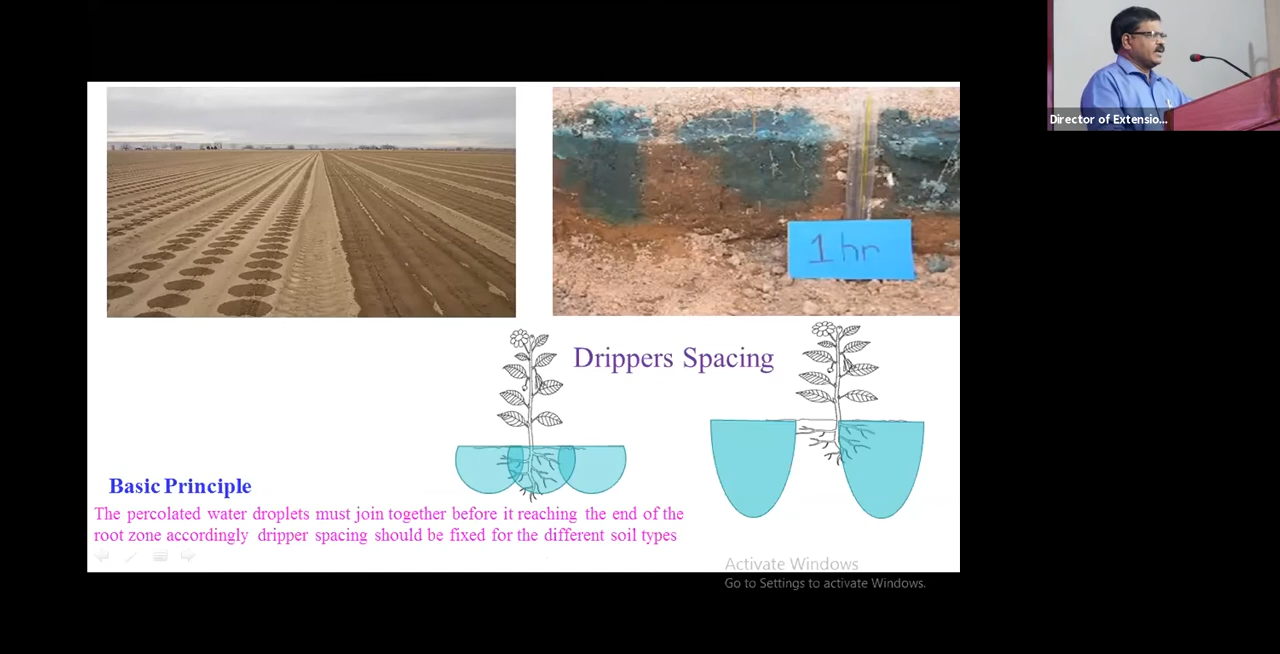 Director of Extensio...
1 hr
Drippers Spacing
Basic Principle
The percolated water droplets must join together before it reaching the end of the
root zone accordingly dripper spacing should be fixed for the different soil types
Activate Windows
Go to Settings to activate Windows.